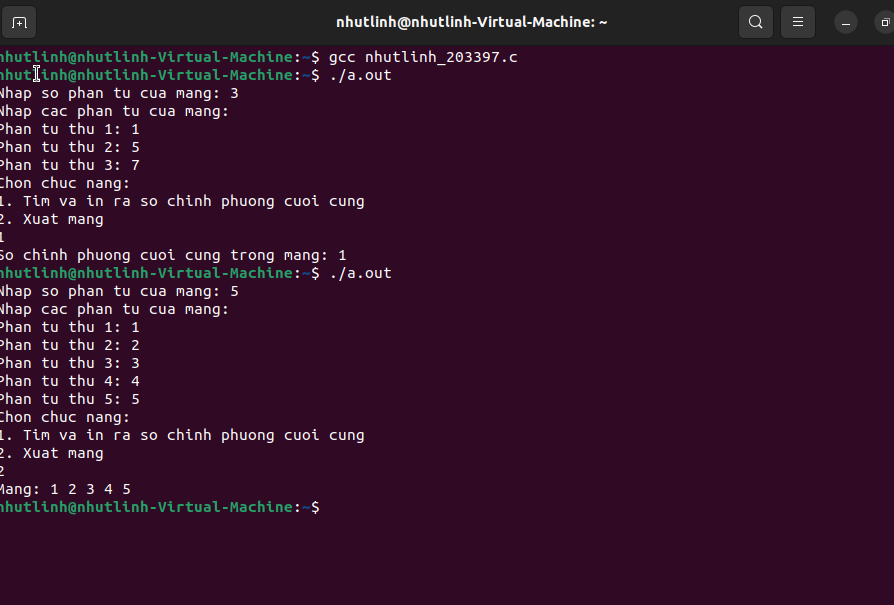 nhutlinh@nhutlinh-Virtual-Machine: ~
nhutlinh@nhutlinh-Virtual-Machine:~$ gcc nhutlinh_203397.c
nhutlinh@nhutlinh-Virtual-Machine:~$ ./a.out
Nhap so phan tu cua mang: 3
Nhap cac phan tu cua mang:
Phan tu thu 1: 1
Phan tu thu 2: 5
Phan tu thu 3: 7
Chon chuc nang:
1. Tim va in ra so chinh phuong cuoi cung
2. Xuat mang
1
So chinh phuong cuoi cung trong mang: 1
nhutlinh@nhutlinh-Virtual-Machine:~$ ./a.out
Nhap so phan tu cua mang: 5
Nhap cac phan tu cua mang:
Phan tu thu 1: 1
Phan tu thu 2: 2
Phan tu thu 3: 3
Phan tu thu 4: 4
Phan tu thu 5: 5
Chon chuc nang:
1. Tim va in ra so chinh phuong cuoi cung
2. Xuat mang
2
Mang: 1 2 3 4 5
nhutlinh@nhutlinh-Virtual-Machine:~$